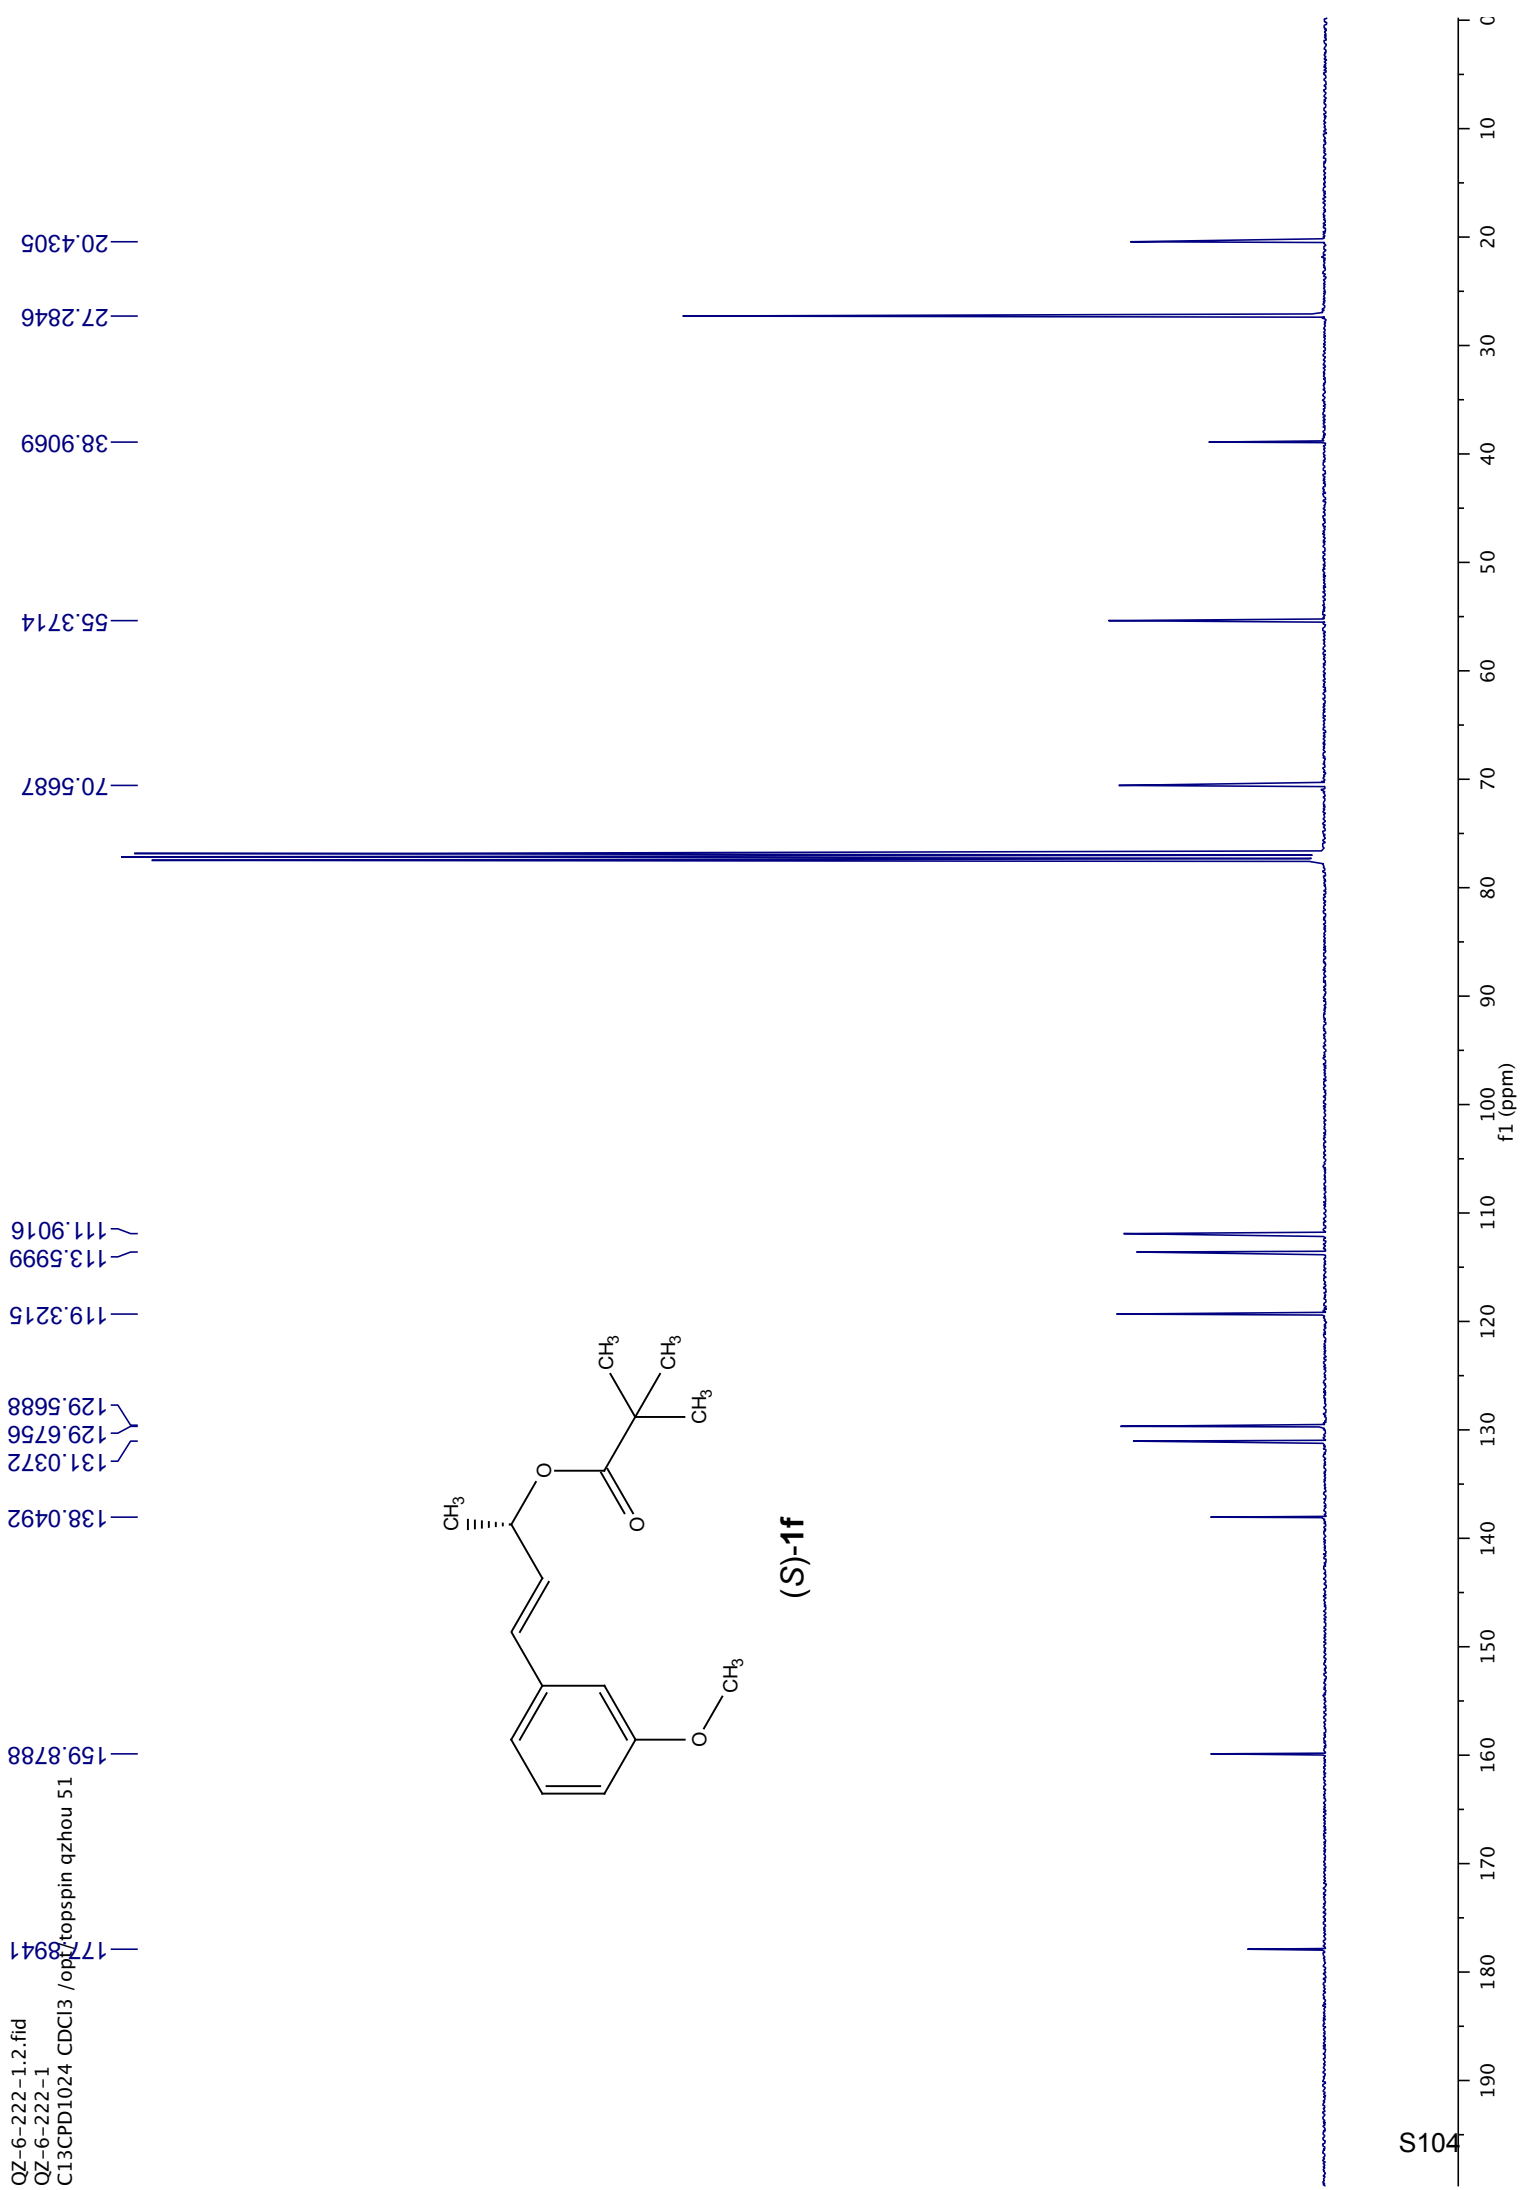 QZ-6-222-1.2.fid
QZ-6-222-1
C13CPD1024 CDCl3 /opt/topspin qzhou 51
177.8941
159.8788
138.0492
131.0372
129.6756
129.5688
119.3215
113.5999
111.9016
70.5687
55.3714
38.9069
27.2846
20.4305
CH3
O
O
CH3
CH3
CH3
O
CH3
(S)-1f
190
180
170
160
150
140
130
120
110
100
90
80
70
60
50
40
30
20
10
0
f1 (ppm)
S104